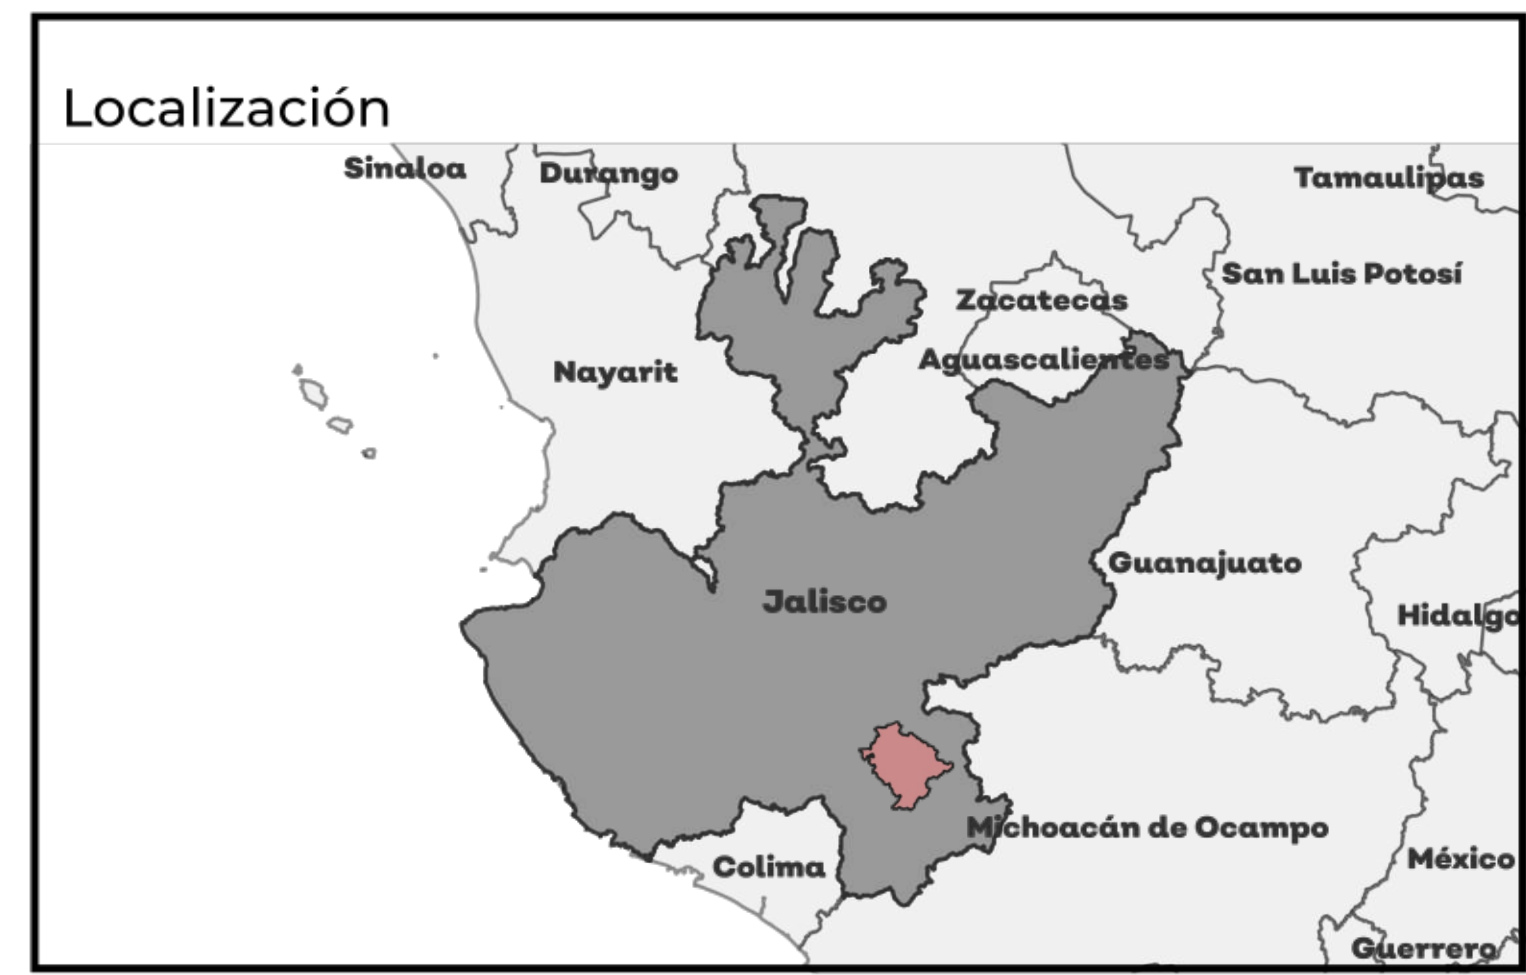 Localización
Sinaloa
Durango
Tamaulipas
San Luis Potosí
Zacatecas
Aguascalientes
Nayarit
Guanajuato
Jalisco
Hidalgo
Michoacán de Ocampo
Colima
México
Guerrero